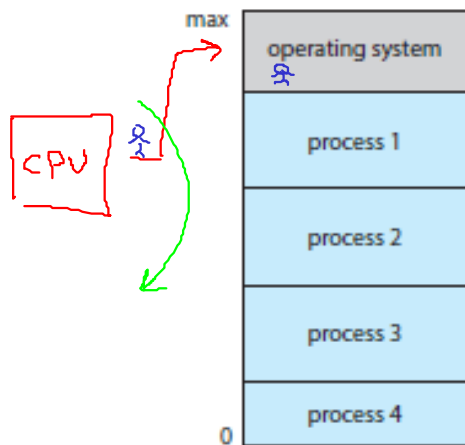 max
operating system
CPU
process 1
process 2
process 3
process 4
0